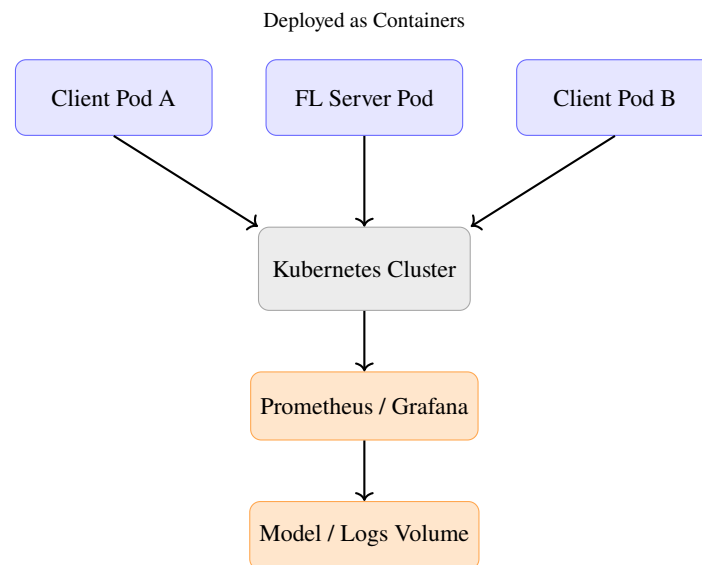 Deployed as Containers
Client Pod A
FL Server Pod
Client Pod B
Kubernetes Cluster
Prometheus / Grafana
Model / Logs Volume